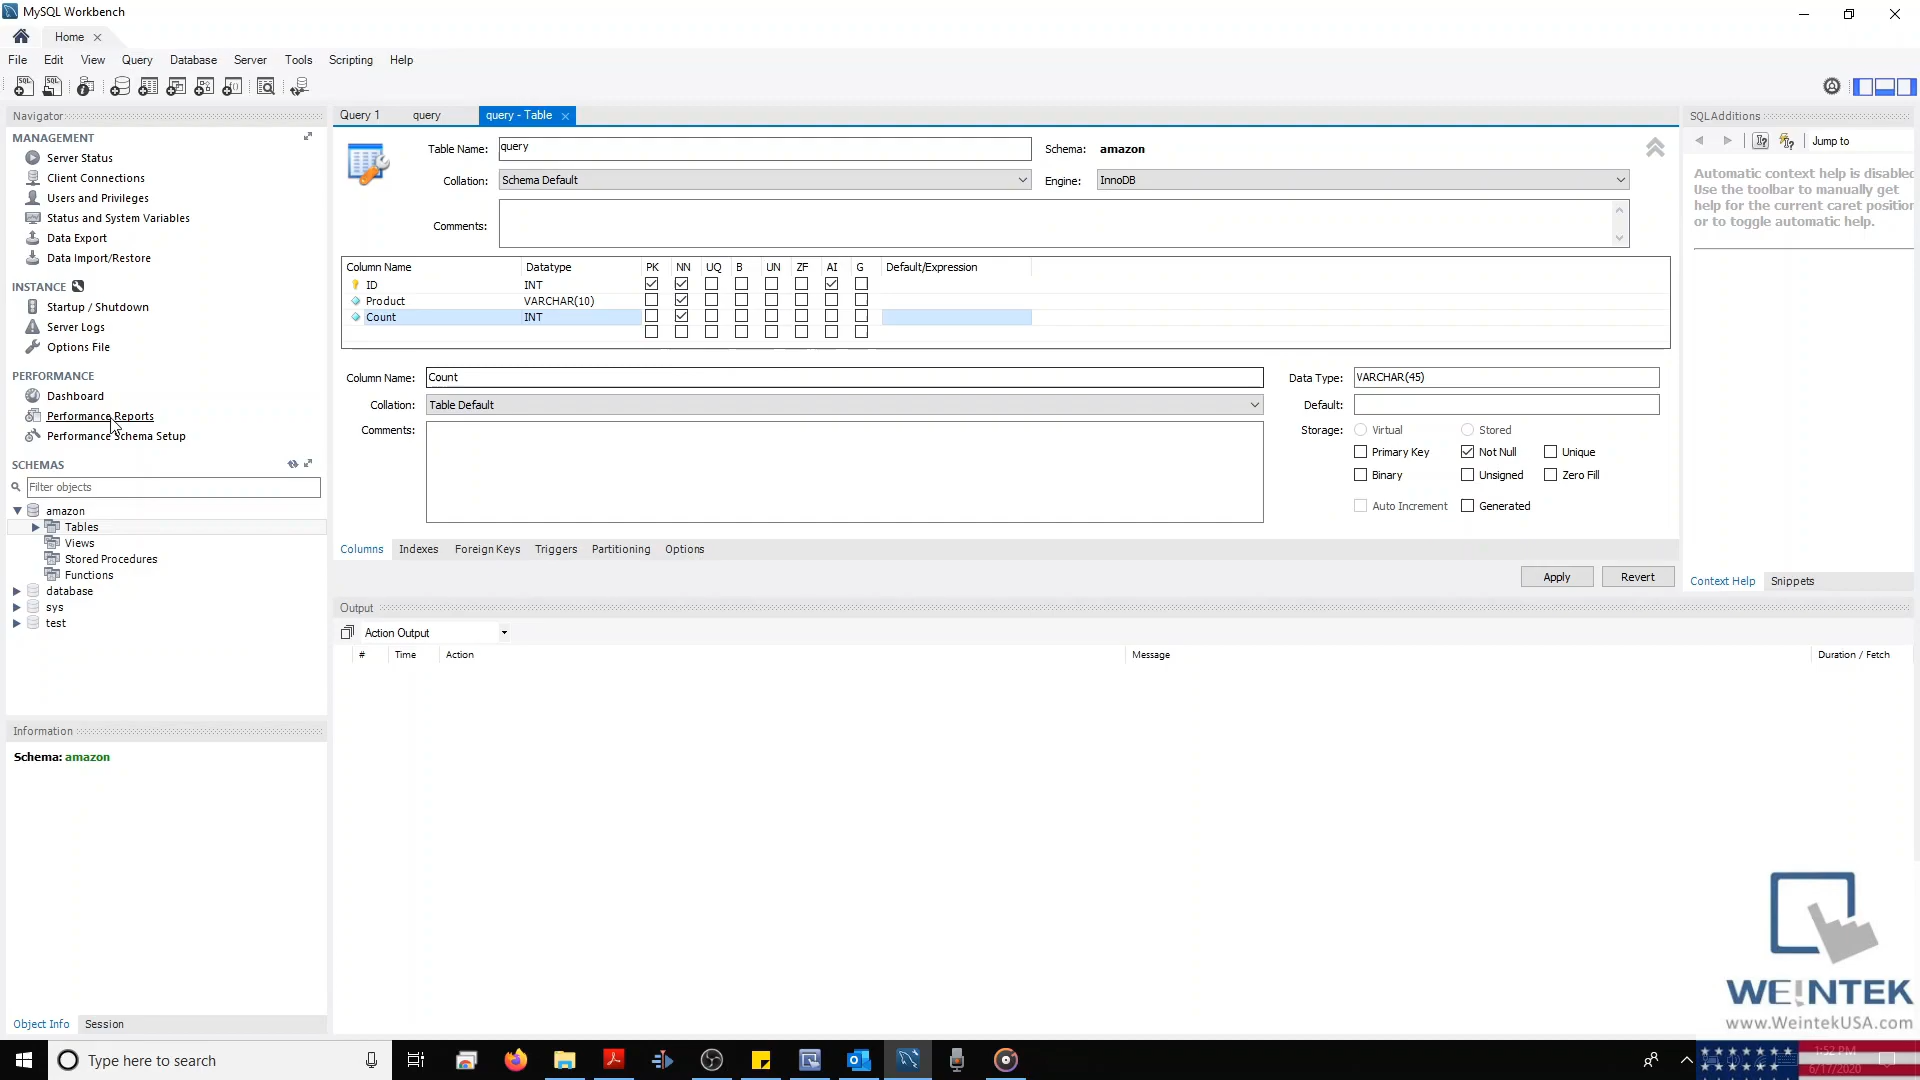 MySQL Workbench
Home
File Edit View Query Database Server Tools Scripting Help
Navigator
MANAGEMENT
Server Status
Client Connections
Users and Privileges
Status and System Variables
Data Export
Data Import/Restore
INSTANCE
Startup / Shutdown
Server Logs
Options File
PERFORMANCE
Dashboard
Performance Reports
Performance Schema Setup
SCHEMAS
Filter objects
amazon
Tables
Views
Stored Procedures
Functions
database
sys
test
Information
Schema: amazon
Object Info Session
Query 1 query query - Table
Table Name: query Schema: amazon
Collation: Schema Default Engine: InnoDB
Comments:
Column Name Datatype PK NN UQ B UN ZF AI G Default/Expression
ID INT
Product VARCHAR(10)
Count INT
Column Name: Count Data Type: VARCHAR(45)
Collation: Table Default Default:
Comments: Storage: Virtual Stored
Primary Key Not Null Unique
Binary Unsigned Zero Fill
Auto Increment Generated
Columns Indexes Foreign Keys Triggers Partitioning Options
Apply Revert
Output
Action Output
# Time Action Message Duration / Fetch
SQLAdditions
Jump to
Automatic context help is disabled
Use the toolbar to manually get
help for the current caret position
or to toggle automatic help.
Context Help Snippets
WE!NTEK
www.WeintekUSA.com
Type here to search
1:52 PM
6/17/2020